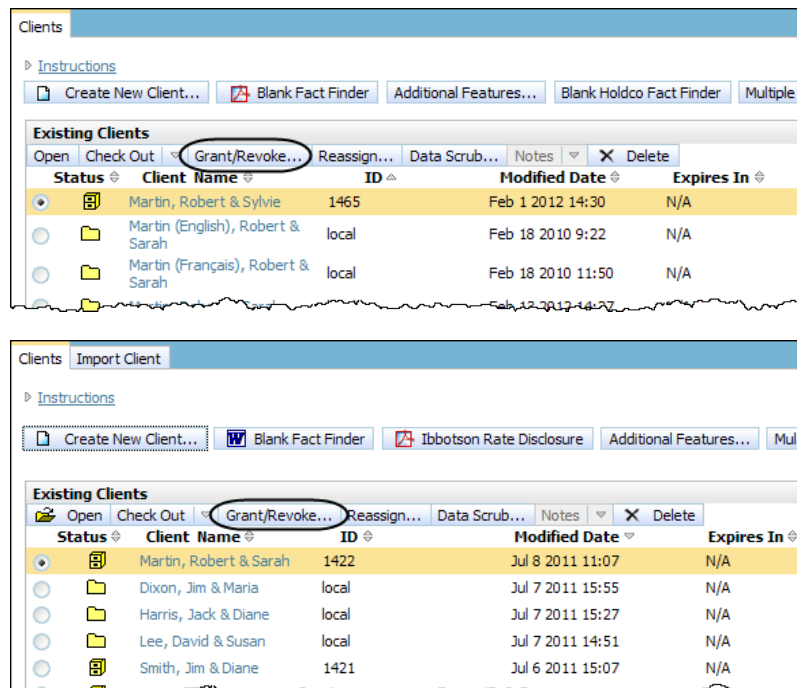 Clients
Instructions
Create New Client... Blank Fact Finder Additional Features... Blank Holdco Fact Finder Multiple
Existing Clients
Open Check Out Grant/Revoke... Reassign... Data Scrub... Notes Delete
Status Client Name ID Modified Date Expires In
Martin, Robert & Sylvie 1465 Feb 1 2012 14:30 N/A
Martin (English), Robert &
Sarah local Feb 18 2010 9:22 N/A
Martin (Français), Robert &
Sarah local Feb 18 2010 11:50 N/A
Clients Import Client
Instructions
Create New Client... Blank Fact Finder Ibbotson Rate Disclosure Additional Features... Mul
Existing Clients
Open Check Out Grant/Revoke... Reassign... Data Scrub... Notes Delete
Status Client Name ID Modified Date Expires In
Martin, Robert & Sarah 1422 Jul 8 2011 11:07 N/A
Dixon, Jim & Maria local Jul 7 2011 15:55 N/A
Harris, Jack & Diane local Jul 7 2011 15:27 N/A
Lee, David & Susan local Jul 7 2011 14:51 N/A
Smith, Jim & Diane 1421 Jul 6 2011 15:07 N/A